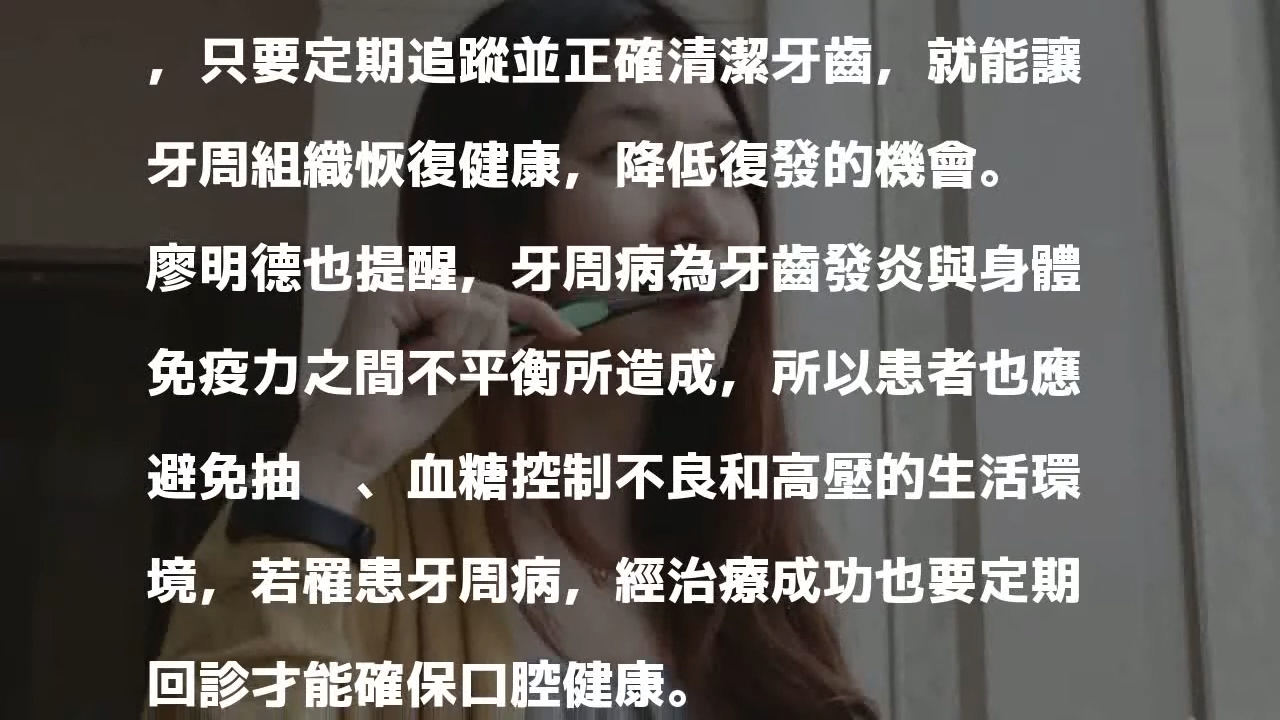 ，只要定期追蹤並正確清潔牙齒，就能讓
牙周組織恢復健康，降低復發的機會。
廖明德也提醒，牙周病為牙齒發炎與身體
免疫力之間不平衡所造成，所以患者也應
避免抽　、血糖控制不良和高壓的生活環
境，若罹患牙周病，經治療成功也要定期
回診才能確保口腔健康。